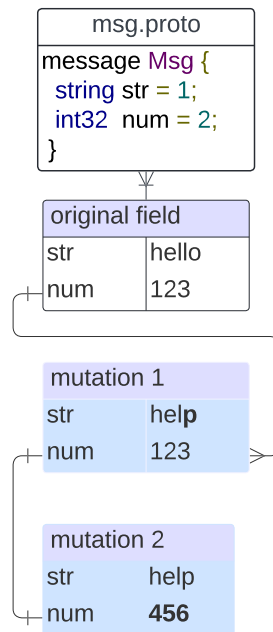 msg.proto
message Msg {
string str = 1;
int32 num = 2;
}
original field
str hello
num 123
mutation 1
str help
num 123
mutation 2
str help
num 456